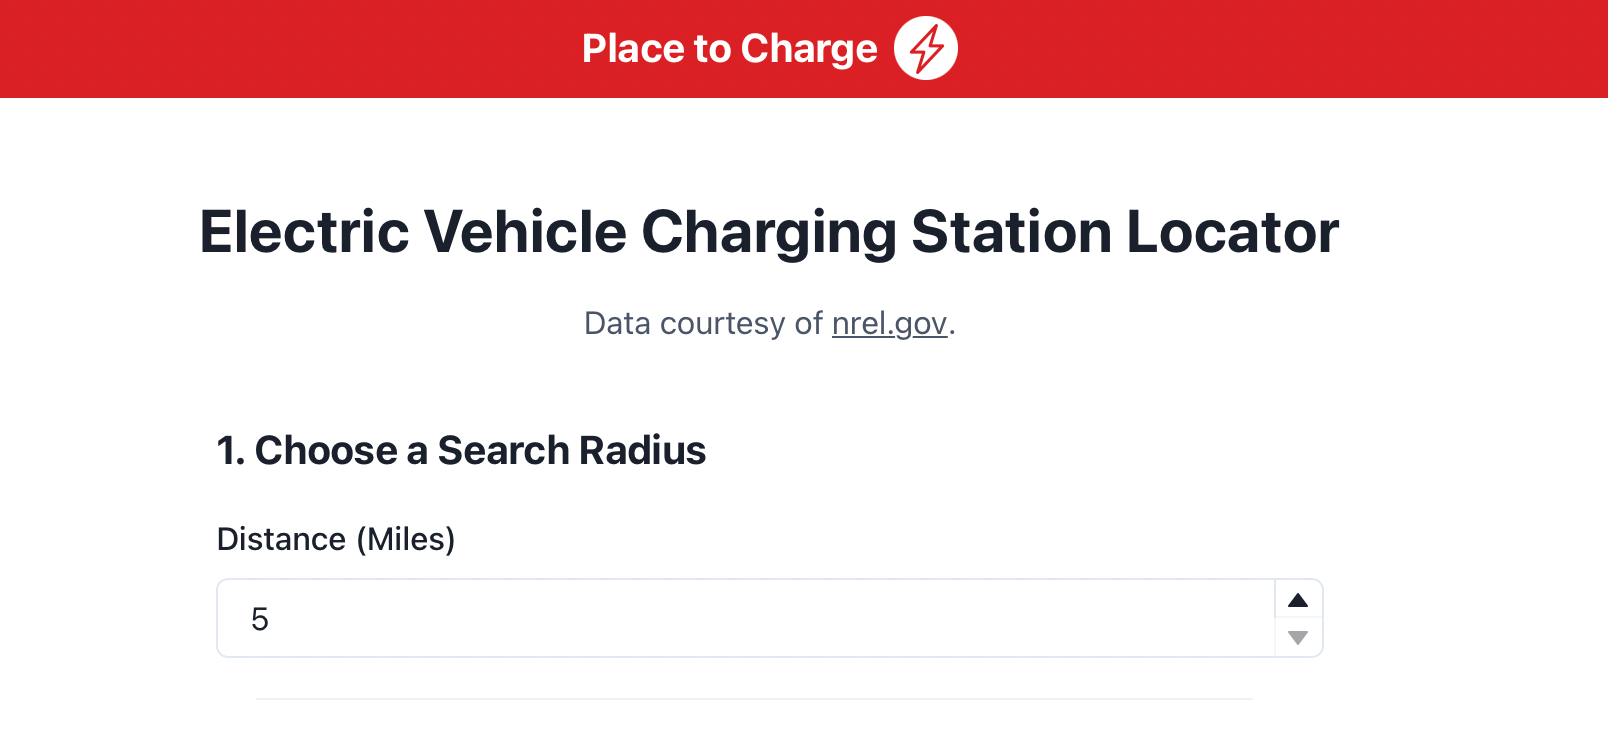 Place to Charge
Electric Vehicle Charging Station Locator
Data courtesy of nrel.gov.
1. Choose a Search Radius
Distance (Miles)
5